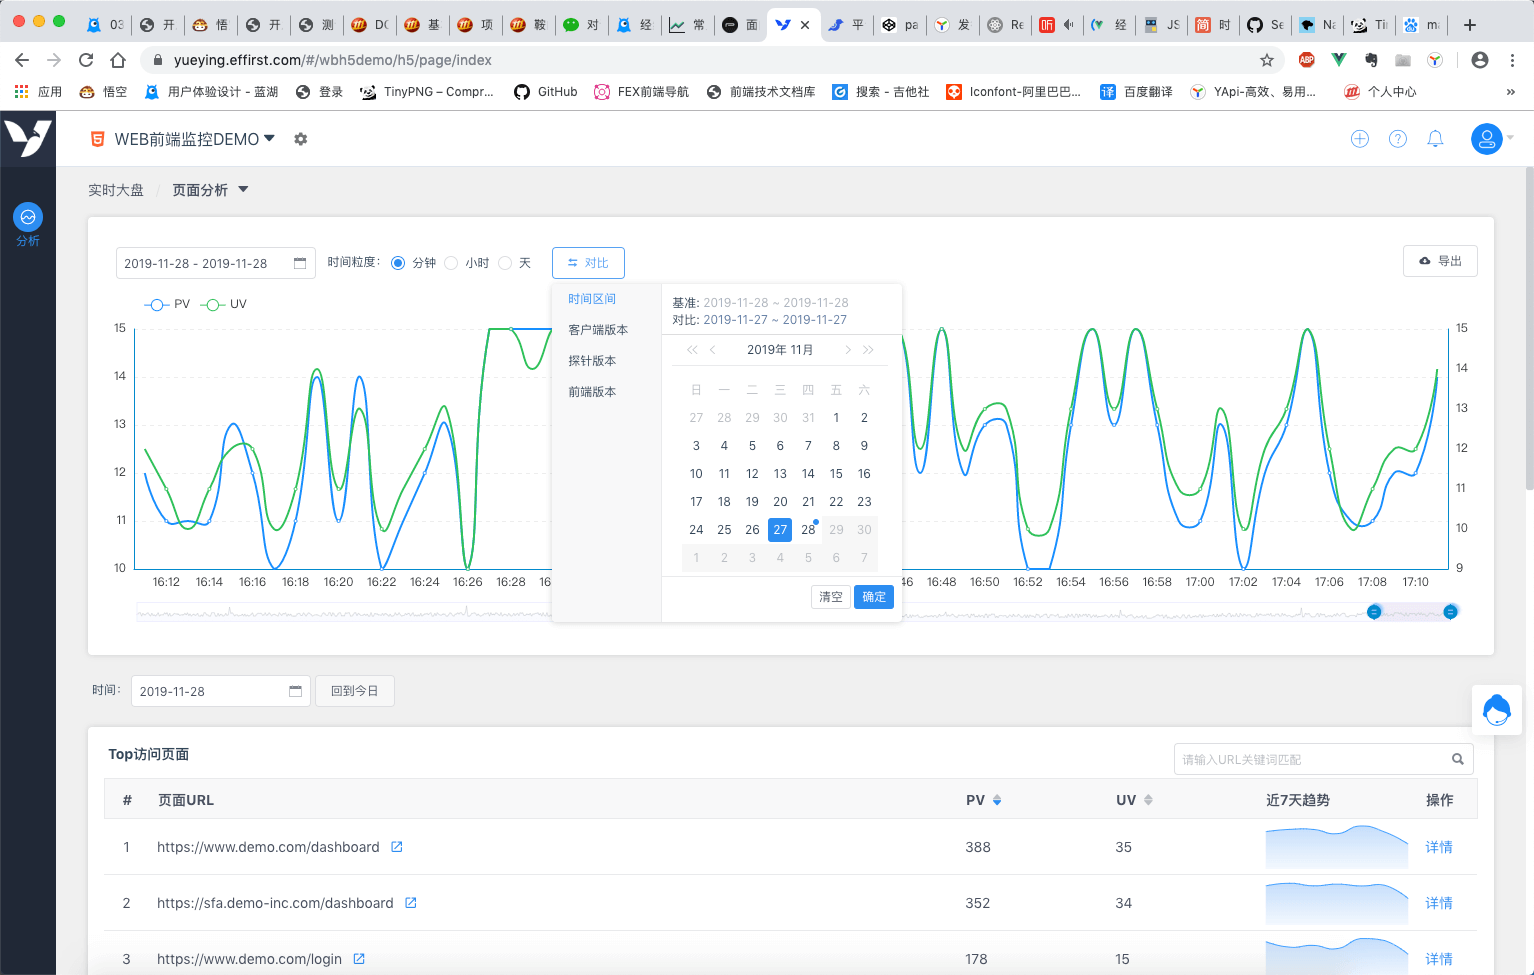 03 开 悟 开 测 DO 基 项 鞍 对 经 常 面 平 pa 发 Re 听 经 JS 简 时 Se Na Tir ma
yueying.effirst.com/#/wbh5demo/h5/page/index
ABP
应用 悟空 用户体验设计 - 蓝湖 登录 TinyPNG – Compr... GitHub FEX前端导航 前端技术文档库 搜索 - 吉他社 Iconfont-阿里巴巴... 译 百度翻译 YApi-高效、易用... 个人中心 »
WEB前端监控DEMO
实时大盘 / 页面分析
分析
2019-11-28 - 2019-11-28 时间粒度: 分钟 小时 天 对比 导出
PV UV
时间区间
客户端版本
探针版本
前端版本
基准: 2019-11-28 ~ 2019-11-28
对比: 2019-11-27 ~ 2019-11-27
2019年 11月
日 一 二 三 四 五 六
27 28 29 30 31 1 2
3 4 5 6 7 8 9
10 11 12 13 14 15 16
17 18 19 20 21 22 23
24 25 26 27 28 29 30
1 2 3 4 5 6 7
清空 确定
15
14
13
12
11
10
15
14
13
12
11
10
9
16:12 16:14 16:16 16:18 16:20 16:22 16:24 16:26 16:28 16 46 16:48 16:50 16:52 16:54 16:56 16:58 17:00 17:02 17:04 17:06 17:08 17:10
时间: 2019-11-28 回到今日
Top访问页面
请输入URL关键词匹配
# 页面URL PV UV 近7天趋势 操作
1 https://www.demo.com/dashboard 388 35 详情
2 https://sfa.demo-inc.com/dashboard 352 34 详情
3 https://www.demo.com/login 178 15 详情